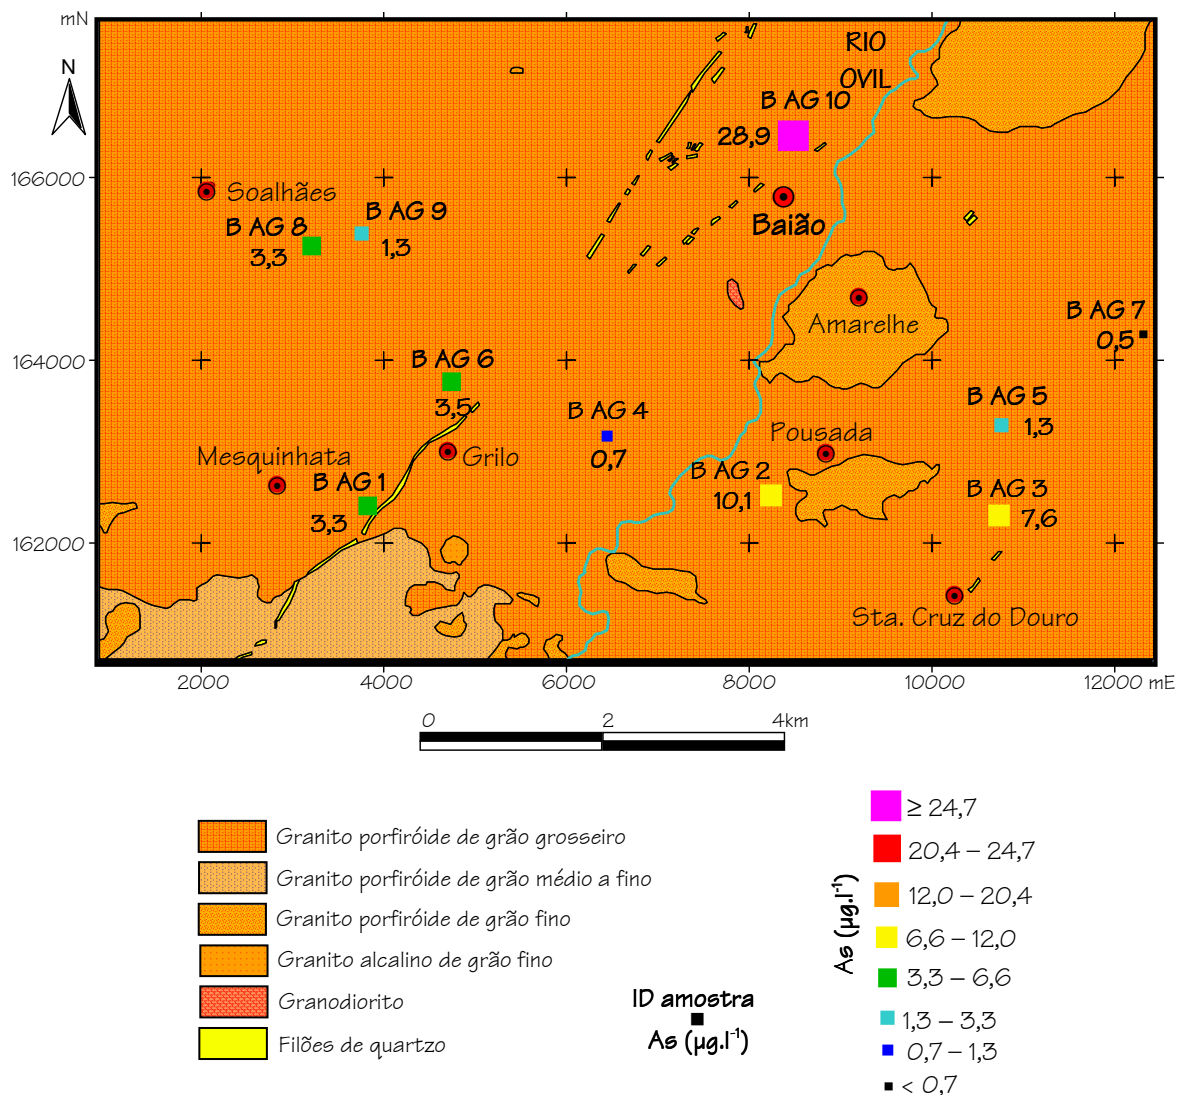 mN
RIO
OVIL
N
B AG 10
28,9
166000
Soalhães
B AG 9
B AG 8
1,3
3,3
Baião
Amarelhe
B AG 7
0,5
164000
B AG 6
3,5
B AG 4
0,7
B AG 5
1,3
Pousada
Mesquinhata
Grilo
B AG 1
3,3
B AG 2
10,1
B AG 3
7,6
162000
Sta. Cruz do Douro
2000 4000 6000 8000 10000 12000 mE
0 2 4km
Granito porfiróide de grão grosseiro
Granito porfiróide de grão médio a fino
Granito porfiróide de grão fino
Granito alcalino de grão fino
Granodiorito
Filões de quartzo
ID amostra
As (µg.l-1)
As (µg.l-1)
≥ 24,7
20,4 – 24,7
12,0 – 20,4
6,6 – 12,0
3,3 – 6,6
1,3 – 3,3
0,7 – 1,3
< 0,7